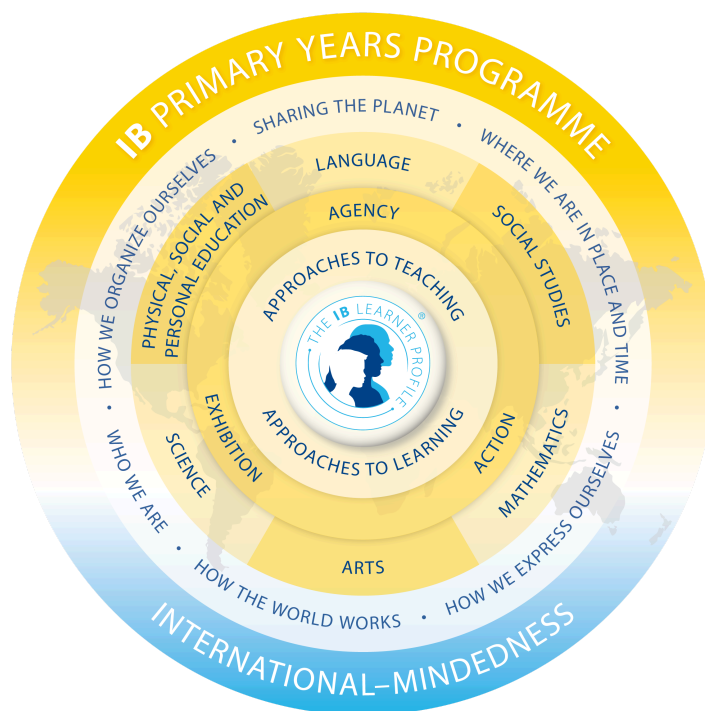 IB PRIMARY YEARS PROGRAMME
SHARING THE PLANET
•
WHERE WE ARE IN PLACE AND TIME
•
HOW WE EXPRESS OURSELVES
•
HOW THE WORLD WORKS
•
WHO WE ARE
•
HOW WE ORGANIZE OURSELVES
•
LANGUAGE
SOCIAL STUDIES
MATHEMATICS
ARTS
SCIENCE
PHYSICAL, SOCIAL AND
PERSONAL EDUCATION
AGENCY
ACTION
EXHIBITION
APPROACHES TO TEACHING
THE IB LEARNER PROFILE
®
APPROACHES TO LEARNING
INTERNATIONAL–MINDEDNESS